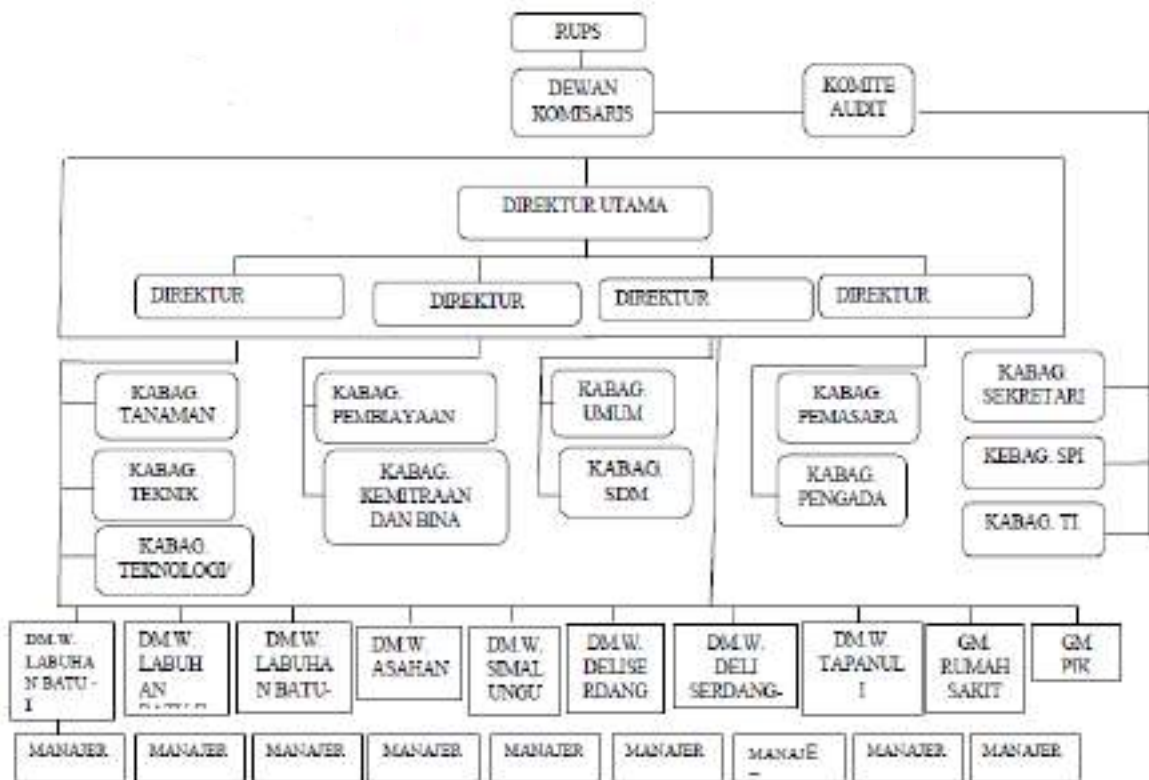 RUPS
DEWAN
KOMISARIS
KOMITE
AUDIT
DIREKTUR UTAMA
DIREKTUR
DIREKTUR
DIREKTUR
DIREKTUR
KABAG.
TANAMAN
KABAG.
TEKNIK
KABAG.
TEKNOLOGI/
KABAG.
PEMBIAYAAN
KABAG.
KEMITRAAN
DAN BINA
KABAG.
UMUM
KABAG.
SDM
KABAG.
PEMASARA
KABAG.
PENGADA
KABAG.
SEKRETARI
KEBAG. SPI
KABAG. TI
DM.W.
LABUHA
N BATU -
I
DM.W.
LABUH
AN
DM.W.
LABUHA
N BATU-
DM.W.
ASAHAN
DM.W.
SIMAL
UNGU
DM.W.
DELISE
RDANG
DM.W.
DELI
SERDANG-
DM.W.
TAPANUL
I
GM.
RUMAH
SAKIT
GM
PIK
MANAJER
MANAJER
MANAJER
MANAJER
MANAJER
MANAJER
MANAJE
MANAJER
MANAJER